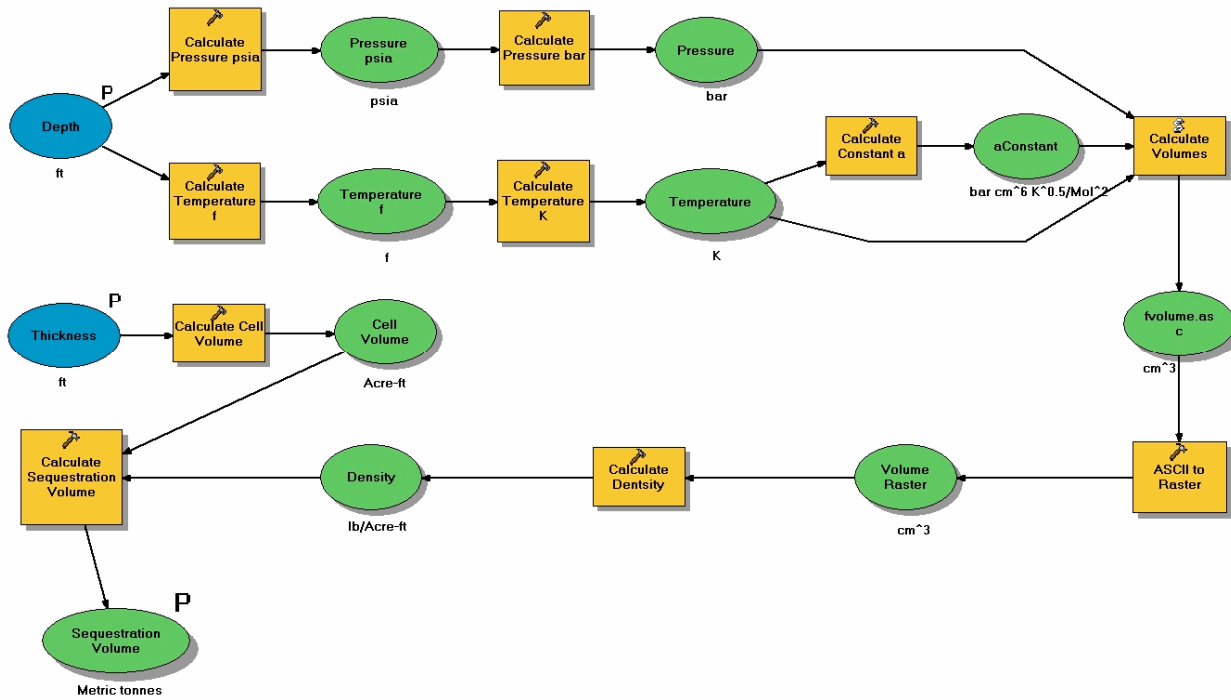 Calculate
Pressure psia
Pressure
psia
psia
Calculate
Pressure bar
Pressure
bar
P
Depth
ft
Calculate
Temperature
f
Temperature
f
f
Calculate
Temperature
K
Temperature
K
Calculate
Constant a
aConstant
bar cm^6 K^0.5/Mol^2
Calculate
Volumes
P
Thickness
ft
Calculate Cell
Volume
Cell
Volume
Acre-ft
fvolume.as
c
cm^3
Calculate
Sequestration
Volume
Density
lb/Acre-ft
Calculate
Dentsity
Volume
Raster
cm^3
ASCII to
Raster
P
Sequestration
Volume
Metric tonnes